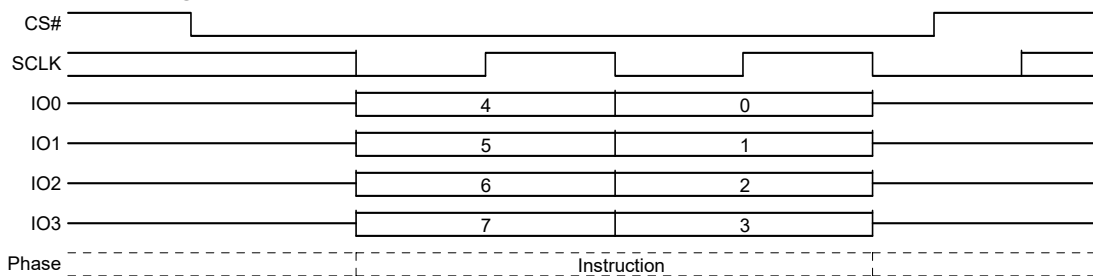 CS#
SCLK
IO0 4 0
IO1 5 1
IO2 6 2
IO3 7 3
Phase Instruction